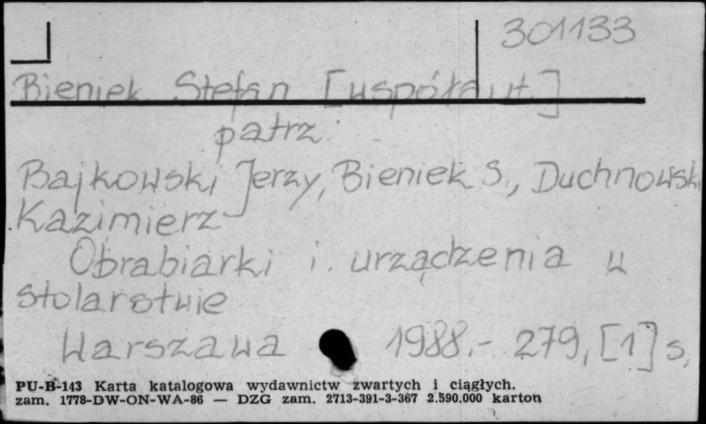 301133
Bieniek Stefan [współaut.]
patrz:
Bajkowski Jerzy, Bieniek S., Duchnowski
Kazimierz
Obrabiarki i urządzenia w
stolarstwie
Warszawa 1988.- 279, [1] s.
PU-B-143 Karta katalogowa wydawnictw zwartych i ciągłych.
zam. 1778-DW-ON-WA-86 — DZG zam. 2713-391-3-367 2.590.000 karton